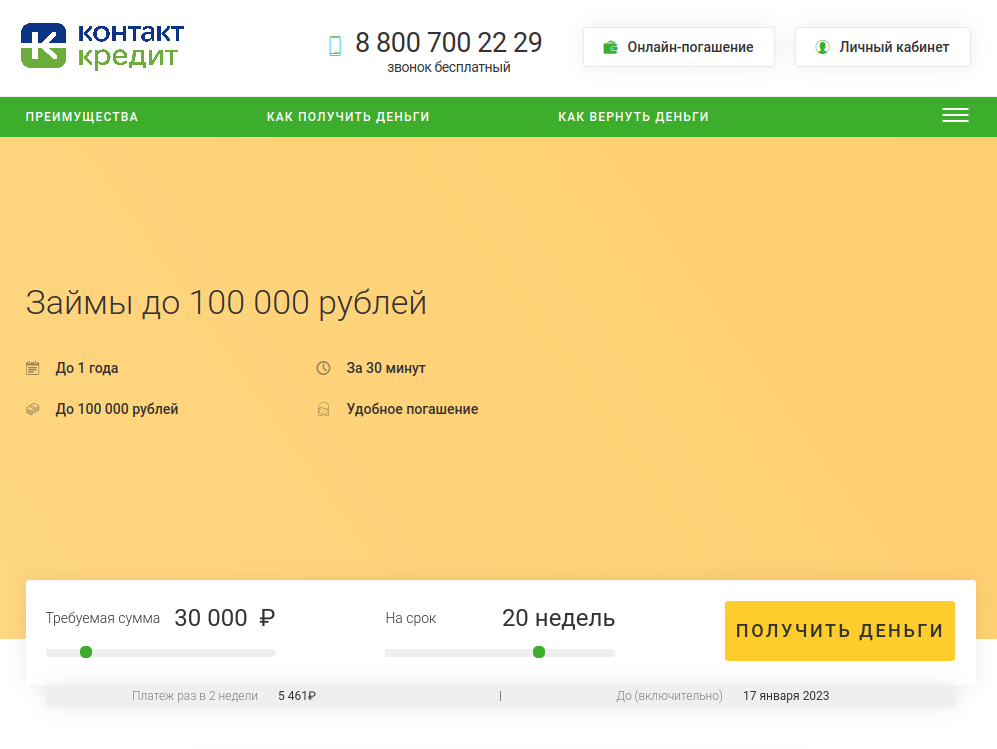 контакт
кредит
8 800 700 22 29
звонок бесплатный
Онлайн-погашение
Личный кабинет
ПРЕИМУЩЕСТВА
КАК ПОЛУЧИТЬ ДЕНЬГИ
КАК ВЕРНУТЬ ДЕНЬГИ
Займы до 100 000 рублей
До 1 года
За 30 минут
До 100 000 рублей
Удобное погашение
Требуемая сумма 30 000 ₽
На срок 20 недель
ПОЛУЧИТЬ ДЕНЬГИ
Платеж раз в 2 недели 5 461₽ | До (включительно) 17 января 2023